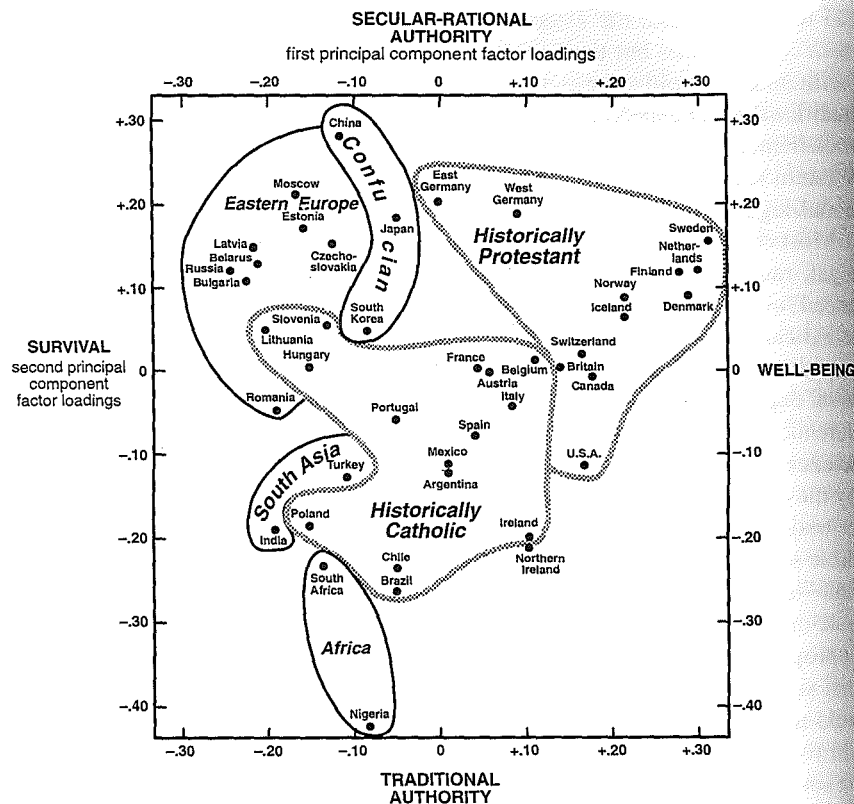 SECULAR-RATIONAL
AUTHORITY
first principal component factor loadings
–.30 –.20 –.10 0 +.10 +.20 +.30
+.30 +.30
China
Confucian
Moscow
Eastern Europe
Estonia
East
Germany
West
Germany
+.20 +.20
Japan
Latvia
Belarus
Russia
Bulgaria
Czecho-
slovakia
Historically
Protestant
Sweden
Nether-
lands
Finland
Norway
Iceland
Denmark
+.10 +.10
South
Korea
Slovenia
Lithuania
Hungary
SURVIVAL
second principal
component
factor loadings
0 0
WELL-BEING
France
Austria
Belgium
Italy
Switzerland
Britain
Canada
Romania
Portugal
Spain
–.10 –.10
South Asia
Turkey
Mexico
Argentina
U.S.A.
India
Poland
Historically
Catholic
Ireland
Northern
Ireland
–.20 –.20
South
Africa
Chile
Brazil
–.30 –.30
Africa
–.40 –.40
Nigeria
–.30 –.20 –.10 0 +.10 +.20 +.30
TRADITIONAL
AUTHORITY